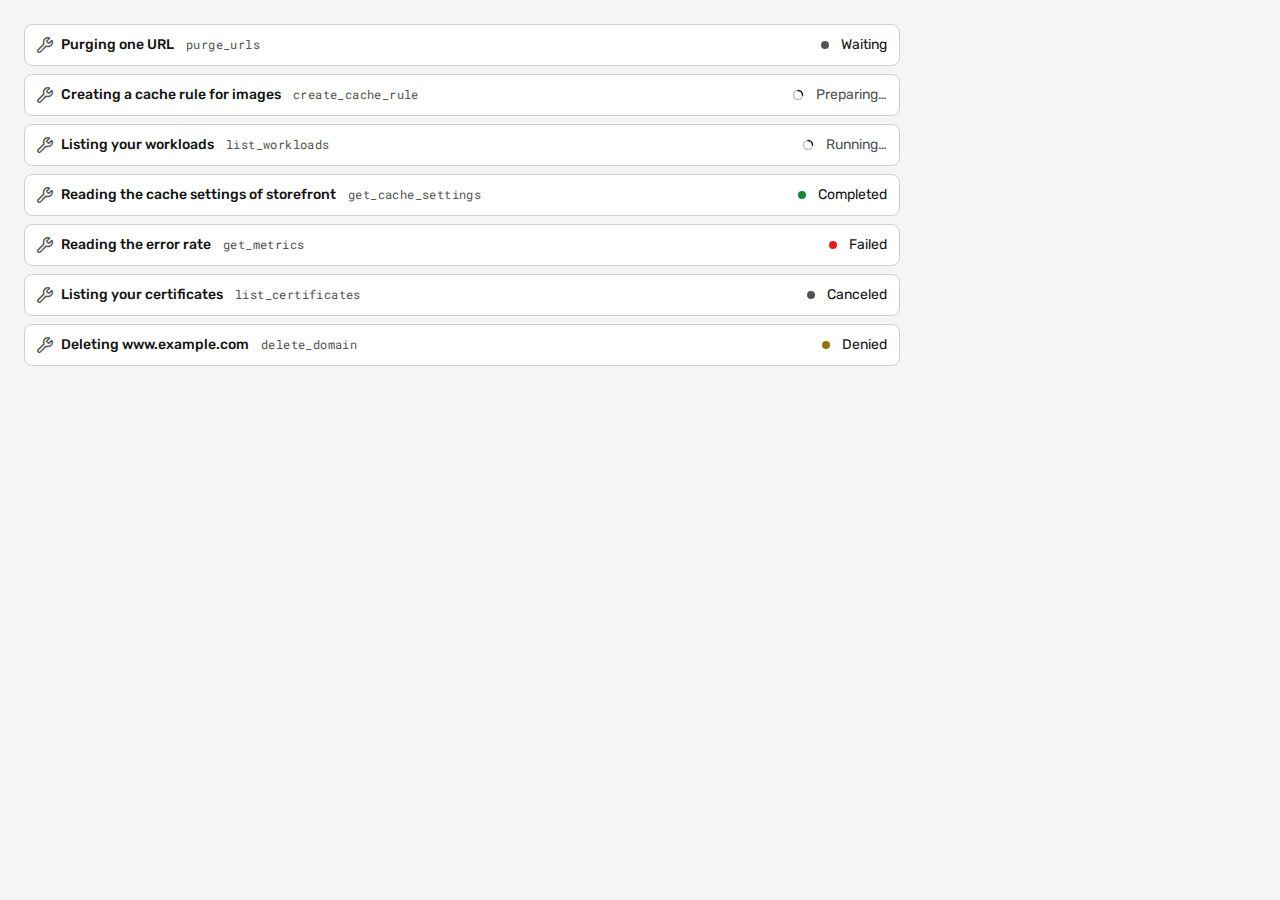 Purging one URL purge_urls Waiting
Creating a cache rule for images create_cache_rule Preparing…
Listing your workloads list_workloads Running…
Reading the cache settings of storefront get_cache_settings Completed
Reading the error rate get_metrics Failed
Listing your certificates list_certificates Canceled
Deleting www.example.com delete_domain Denied